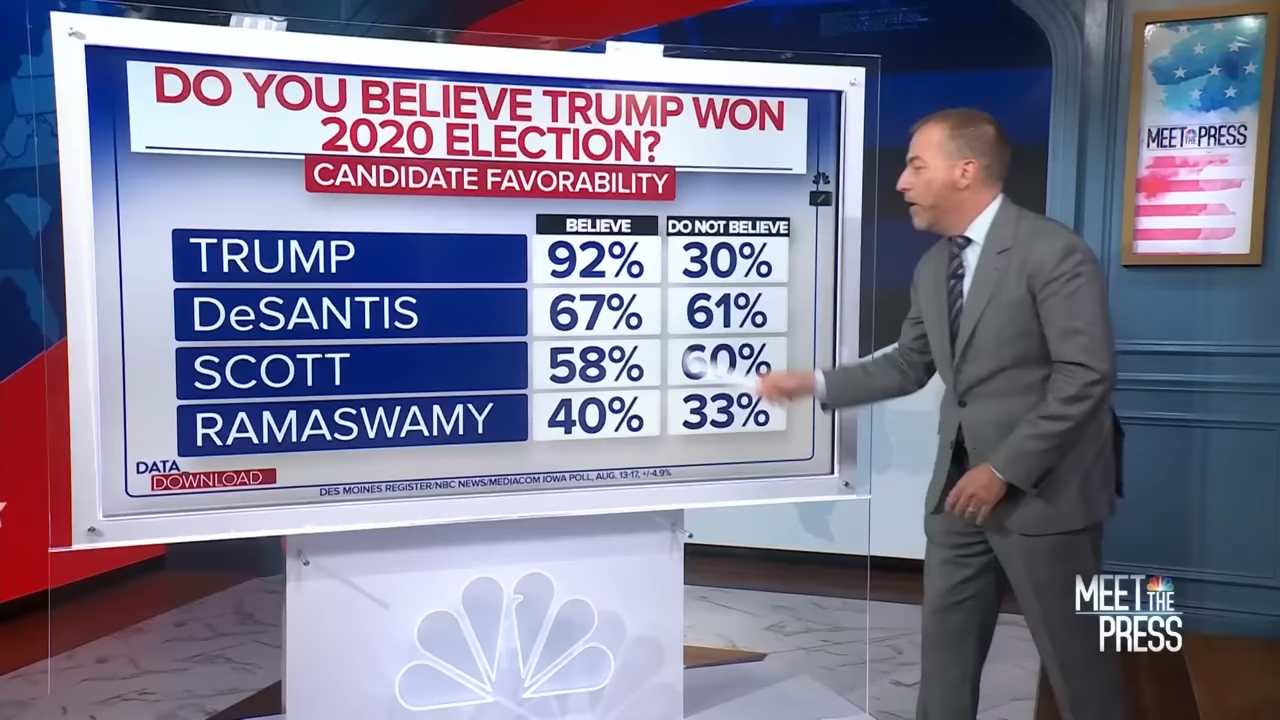 DO YOU BELIEVE TRUMP WON
2020 ELECTION?
CANDIDATE FAVORABILITY
BELIEVE DO NOT BELIEVE
TRUMP 92% 30%
DeSANTIS 67% 61%
SCOTT 58% 60%
RAMASWAMY 40% 33%
DATA
DOWNLOAD
DES MOINES REGISTER/NBC NEWS/MEDIACOM IOWA POLL, AUG. 13-17, +/-4.9%
MEET THE PRESS
MEET THE
PRESS